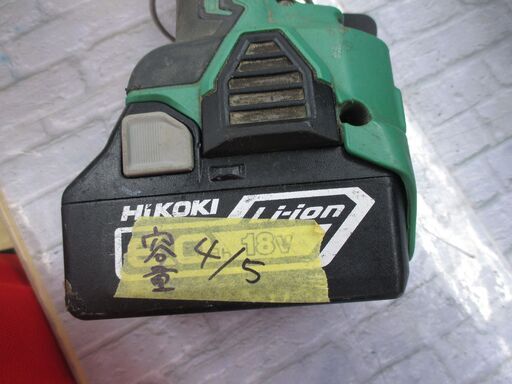 HiKOKI
Li-ion
18V
容量 4/5